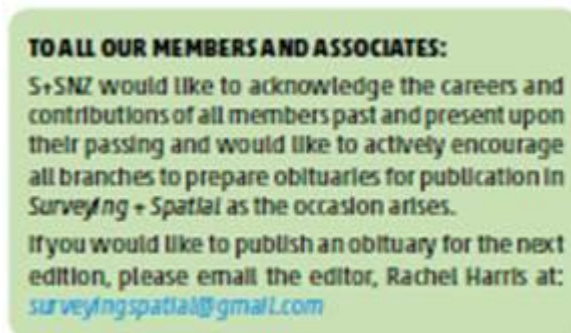 TO ALL OUR MEMBERS AND ASSOCIATES:
S+SNZ would like to acknowledge the careers and
contributions of all members past and present upon
their passing and would like to actively encourage
all branches to prepare obituaries for publication in
Surveying + Spatial as the occasion arises.
If you would like to publish an obituary for the next
edition, please email the editor, Rachel Harris at:
surveyingspatial@gmail.com